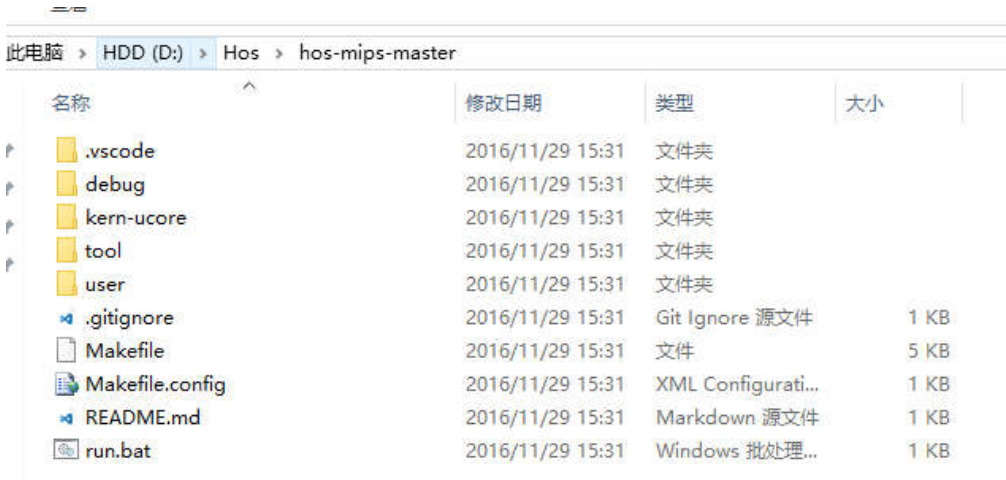 此电脑 > HDD (D:) > Hos > hos-mips-master
名称 修改日期 类型 大小
.vscode 2016/11/29 15:31 文件夹
debug 2016/11/29 15:31 文件夹
kern-ucore 2016/11/29 15:31 文件夹
tool 2016/11/29 15:31 文件夹
user 2016/11/29 15:31 文件夹
.gitignore 2016/11/29 15:31 Git Ignore 源文件 1 KB
Makefile 2016/11/29 15:31 文件 5 KB
Makefile.config 2016/11/29 15:31 XML Configurati... 1 KB
README.md 2016/11/29 15:31 Markdown 源文件 1 KB
run.bat 2016/11/29 15:31 Windows 批处理... 1 KB